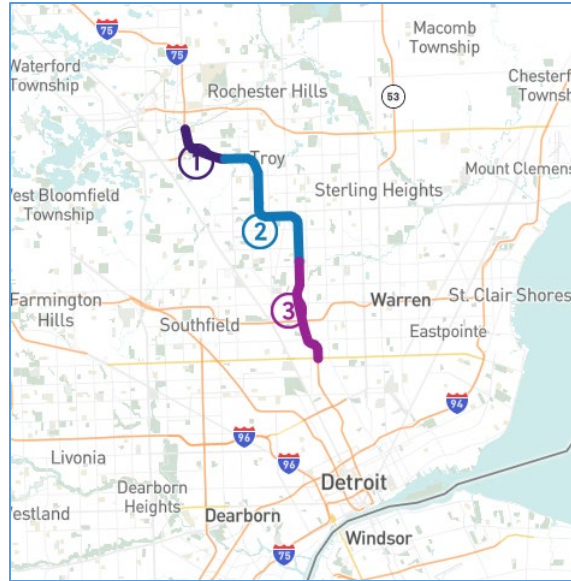 75
Macomb
Township
75
Waterford
Township
Rochester Hills
53
Chesterf
Towns
1
Troy
Mount Clemens
Sterling Heights
West Bloomfield
Township
2
Farmington
Hills
3
Warren
St. Clair Shores
Southfield
Eastpointe
94
96
Livonia
96
Detroit
Dearborn
Heights
Westland
Dearborn
Windsor
75